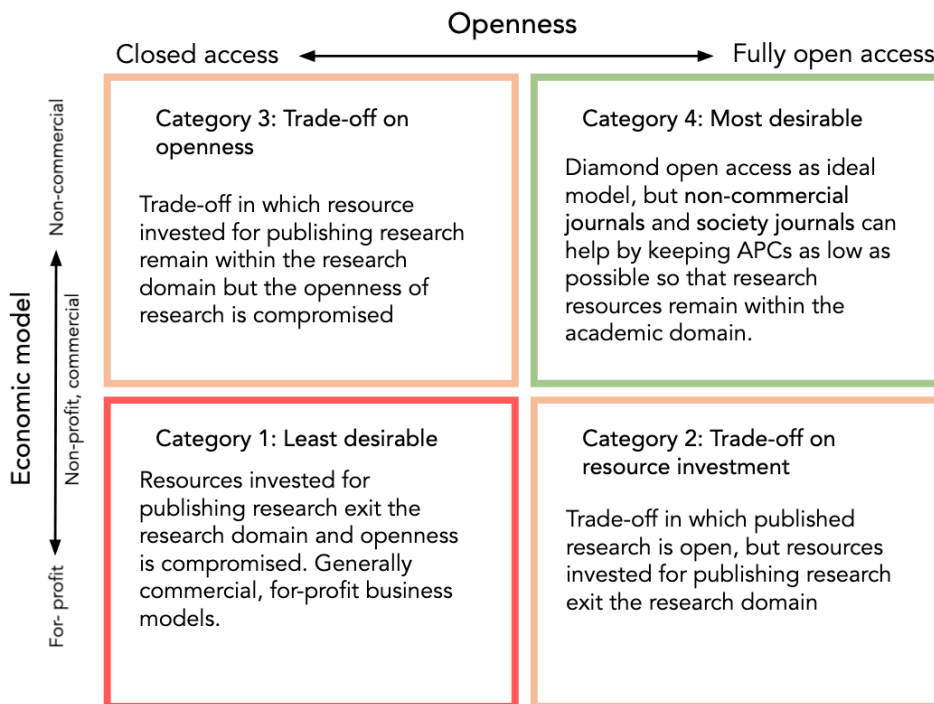 Openness
Closed access
Fully open access
Category 3: Trade-off on
openness
Trade-off in which resource
invested for publishing research
remain within the research
domain but the openness of
research is compromised
Category 4: Most desirable
Diamond open access as ideal
model, but non-commercial
journals and society journals can
help by keeping APCs as low as
possible so that research
resources remain within the
academic domain.
Economic model
Non-commercial
Non-profit, commercial
For- profit
Category 1: Least desirable
Resources invested for
publishing research exit the
research domain and openness
is compromised. Generally
commercial, for-profit business
models.
Category 2: Trade-off on
resource investment
Trade-off in which published
research is open, but resources
invested for publishing research
exit the research domain